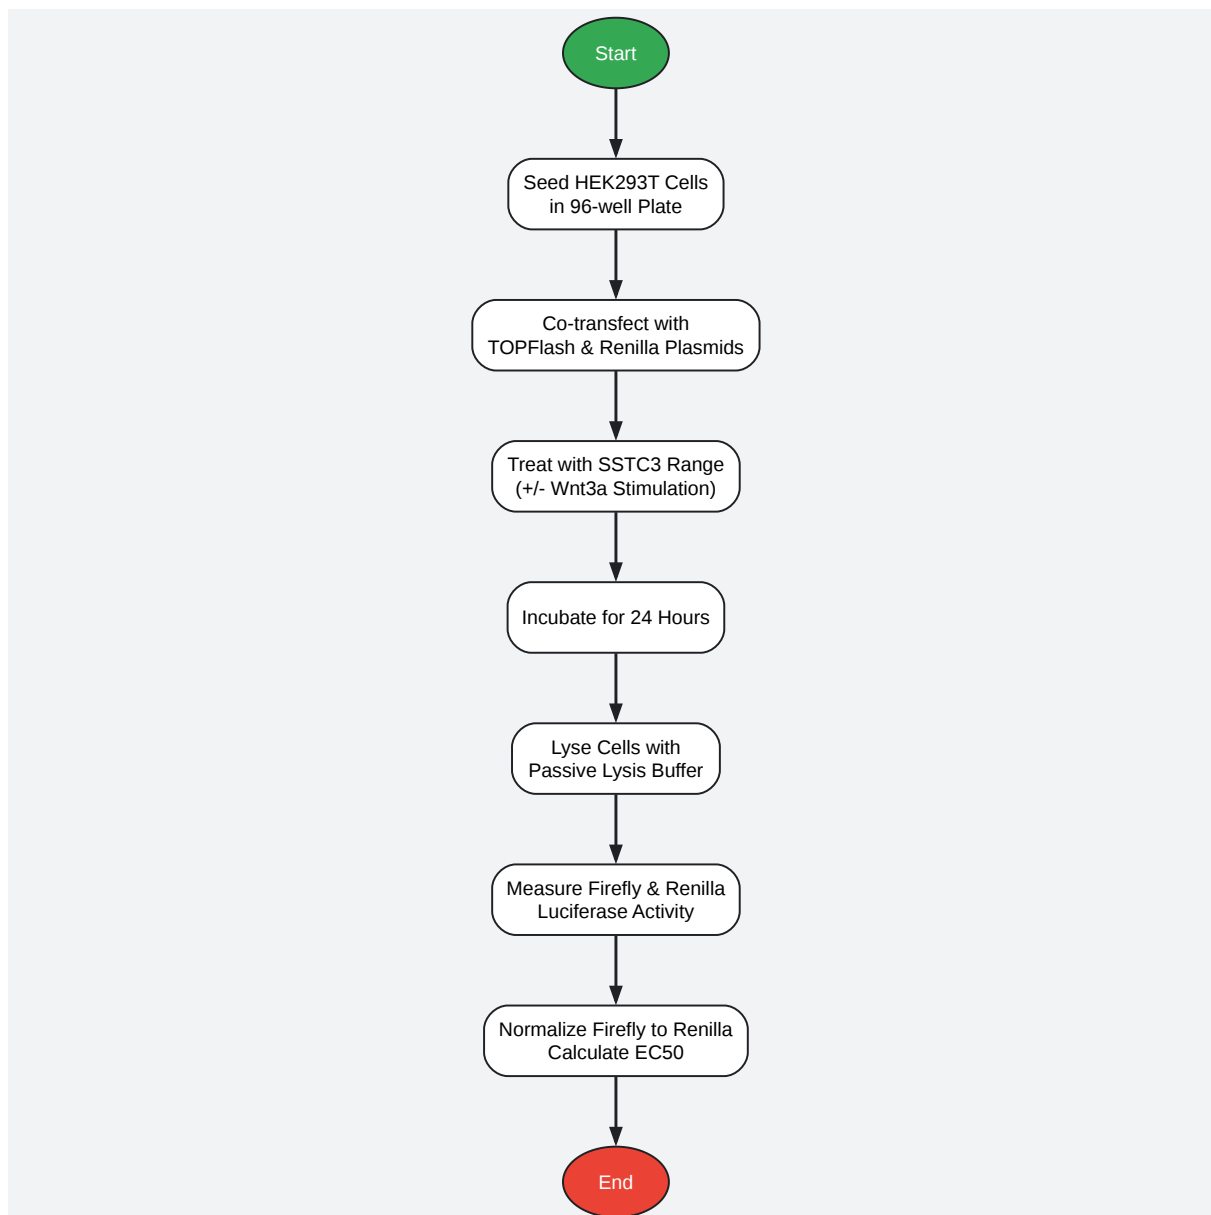 Start
Seed HEK293T Cells
in 96-well Plate
Co-transfect with
TOPFlash & Renilla Plasmids
Treat with SSTC3 Range
(+/- Wnt3a Stimulation)
Incubate for 24 Hours
Lyse Cells with
Passive Lysis Buffer
Measure Firefly & Renilla
Luciferase Activity
Normalize Firefly to Renilla
Calculate EC50
End